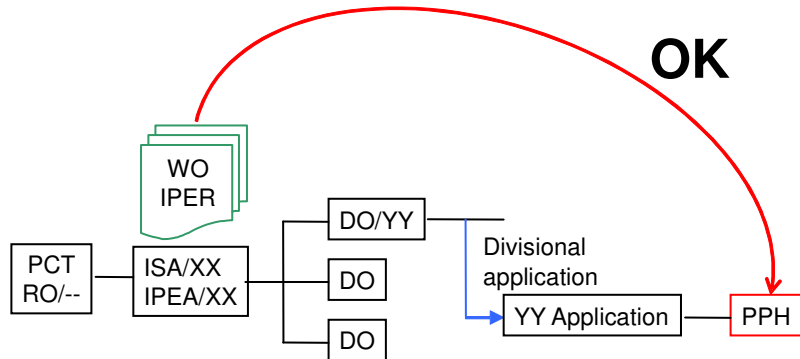 OK
WO
IPER
DO/YY
PCT
RO/--
ISA/XX
IPEA/XX
DO
DO
Divisional
application
YY Application
PPH